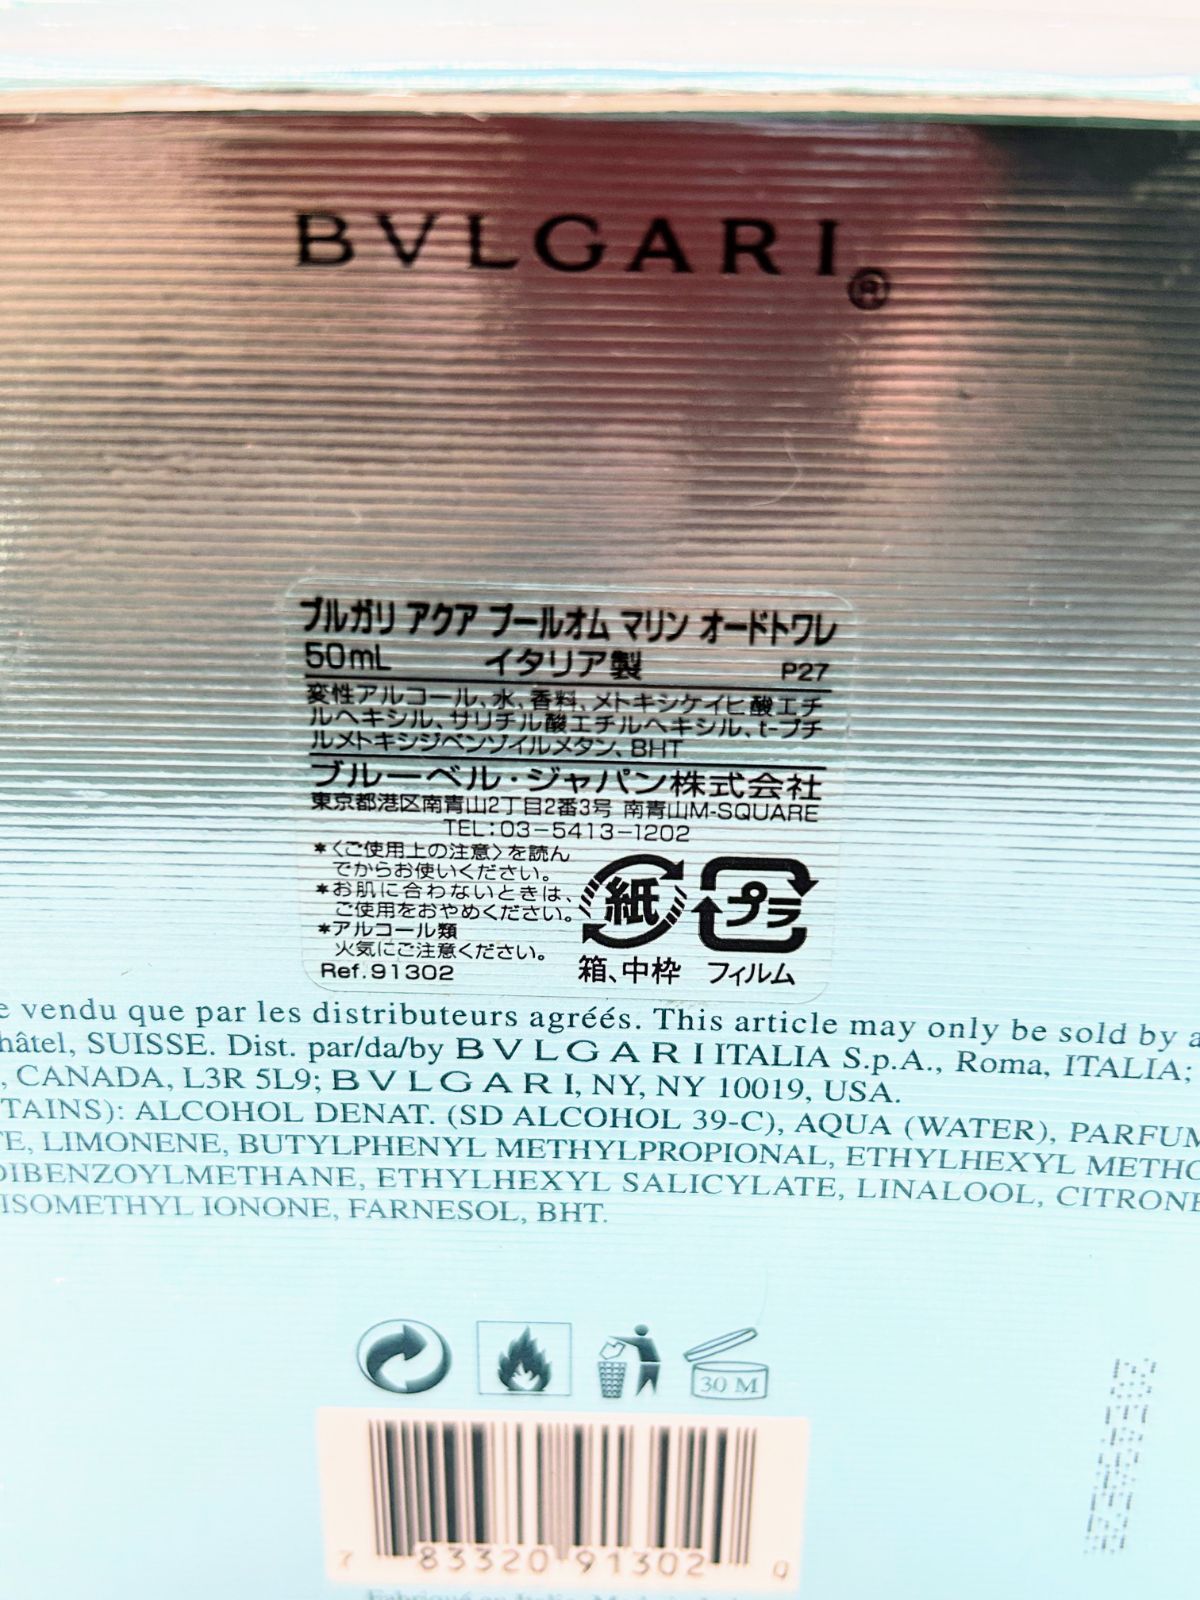 BVLGARI®
ブルガリ アクア プールオム マリン オードトワレ
50mL イタリア製 P27
変性アルコール、水、香料、メトキシケイヒ酸エチ
ルヘキシル、サリチル酸エチルヘキシル、t-ブチ
ルメトキシジベンゾイルメタン、BHT
ブルーベル・ジャパン株式会社
東京都港区南青山2丁目2番3号 南青山M-SQUARE
TEL:03-5413-1202
*〈ご使用上の注意〉を読ん
でからお使いください。
*お肌に合わないときは、
ご使用をおやめください。
*アルコール類
火気にご注意ください。
Ref.91302
紙 プラ
箱、中枠 フィルム
e vendu que par les distributeurs agréés. This article may only be sold by a
hâtel, SUISSE. Dist. par/da/by BVLGARI ITALIA S.p.A., Roma, ITALIA;
, CANADA, L3R 5L9; BVLGARI, NY, NY 10019, USA.
TAINS): ALCOHOL DENAT. (SD ALCOHOL 39-C), AQUA (WATER), PARFUM
TE, LIMONENE, BUTYLPHENYL METHYLPROPIONAL, ETHYLHEXYL METHO
DIBENZOYLMETHANE, ETHYLHEXYL SALICYLATE, LINALOOL, CITRONE
ISOMETHYL IONONE, FARNESOL, BHT.
30 M
7 83320 91302 0